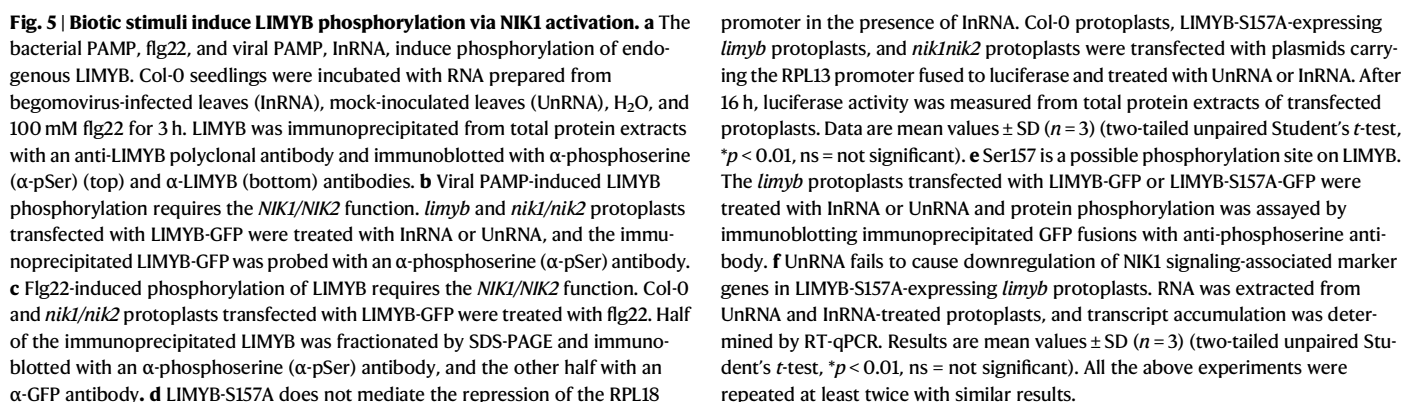 Fig. 5 | Biotic stimuli induce LIMYB phosphorylation via NIK1 activation. a The
bacterial PAMP, flg22, and viral PAMP, InRNA, induce phosphorylation of endo-
genous LIMYB. Col-0 seedlings were incubated with RNA prepared from
begomovirus-infected leaves (InRNA), mock-inoculated leaves (UnRNA), H₂O, and
100 mM flg22 for 3 h. LIMYB was immunoprecipitated from total protein extracts
with an anti-LIMYB polyclonal antibody and immunoblotted with α-phosphoserine
(α-pSer) (top) and α-LIMYB (bottom) antibodies. b Viral PAMP-induced LIMYB
phosphorylation requires the NIK1/NIK2 function. limyb and nik1/nik2 protoplasts
transfected with LIMYB-GFP were treated with InRNA or UnRNA, and the immu-
noprecipitated LIMYB-GFP was probed with an α-phosphoserine (α-pSer) antibody.
c Flg22-induced phosphorylation of LIMYB requires the NIK1/NIK2 function. Col-0
and nik1/nik2 protoplasts transfected with LIMYB-GFP were treated with flg22. Half
of the immunoprecipitated LIMYB was fractionated by SDS-PAGE and immuno-
blotted with an α-phosphoserine (α-pSer) antibody, and the other half with an
α-GFP antibody. d LIMYB-S157A does not mediate the repression of the RPL18
promoter in the presence of InRNA. Col-0 protoplasts, LIMYB-S157A-expressing
limyb protoplasts, and nik1nik2 protoplasts were transfected with plasmids carry-
ing the RPL13 promoter fused to luciferase and treated with UnRNA or InRNA. After
16 h, luciferase activity was measured from total protein extracts of transfected
protoplasts. Data are mean values ± SD (n = 3) (two-tailed unpaired Student's t-test,
*p < 0.01, ns = not significant). e Ser157 is a possible phosphorylation site on LIMYB.
The limyb protoplasts transfected with LIMYB-GFP or LIMYB-S157A-GFP were
treated with InRNA or UnRNA and protein phosphorylation was assayed by
immunoblotting immunoprecipitated GFP fusions with anti-phosphoserine anti-
body. f UnRNA fails to cause downregulation of NIK1 signaling-associated marker
genes in LIMYB-S157A-expressing limyb protoplasts. RNA was extracted from
UnRNA and InRNA-treated protoplasts, and transcript accumulation was deter-
mined by RT-qPCR. Results are mean values ± SD (n = 3) (two-tailed unpaired Stu-
dent's t-test, *p < 0.01, ns = not significant). All the above experiments were
repeated at least twice with similar results.